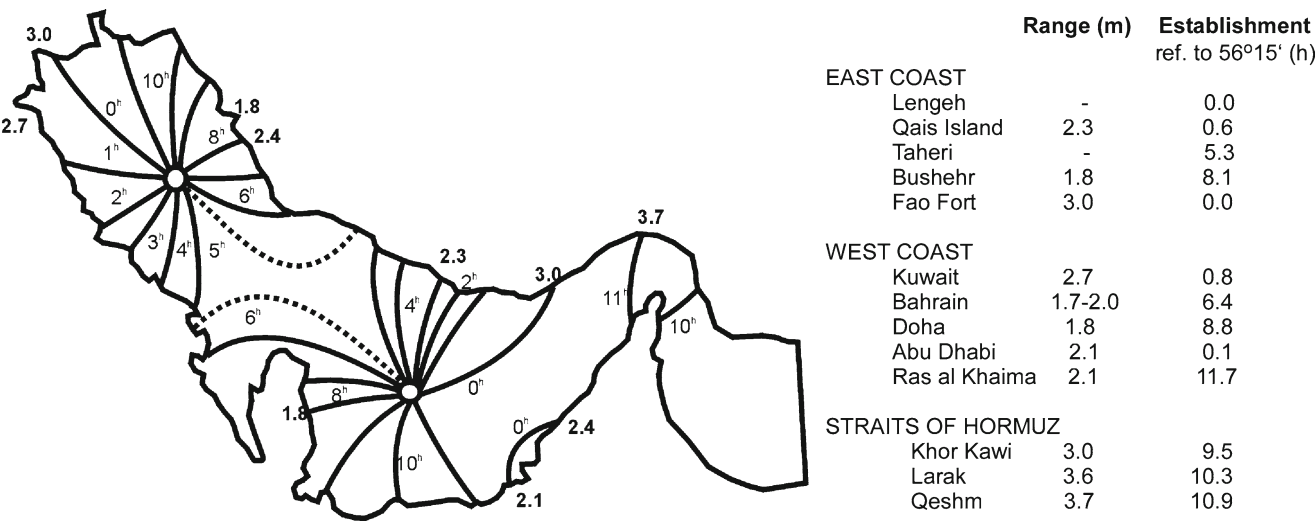 3.0
10h
0h
2.7
1.8
8h
2.4
1h
2h
6h
3h
4h
5h
3.7
2.3
2h
3.0
4h
11h
6h
10h
8h
0h
1.8
0h
2.4
10h
2.1
Range (m) Establishment
ref. to 56º15‘ (h)
EAST COAST
Lengeh - 0.0
Qais Island 2.3 0.6
Taheri - 5.3
Bushehr 1.8 8.1
Fao Fort 3.0 0.0
WEST COAST
Kuwait 2.7 0.8
Bahrain 1.7-2.0 6.4
Doha 1.8 8.8
Abu Dhabi 2.1 0.1
Ras al Khaima 2.1 11.7
STRAITS OF HORMUZ
Khor Kawi 3.0 9.5
Larak 3.6 10.3
Qeshm 3.7 10.9